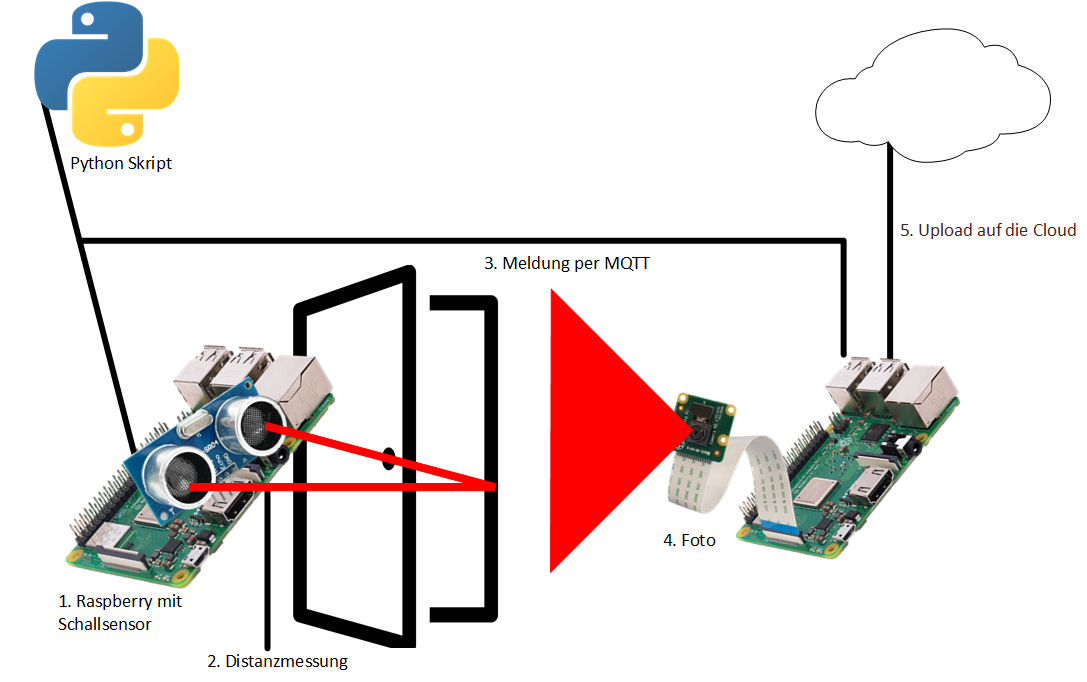 Python Skript
5. Upload auf die Cloud
3. Meldung per MQTT
4. Foto
1. Raspberry mit
Schallsensor
2. Distanzmessung